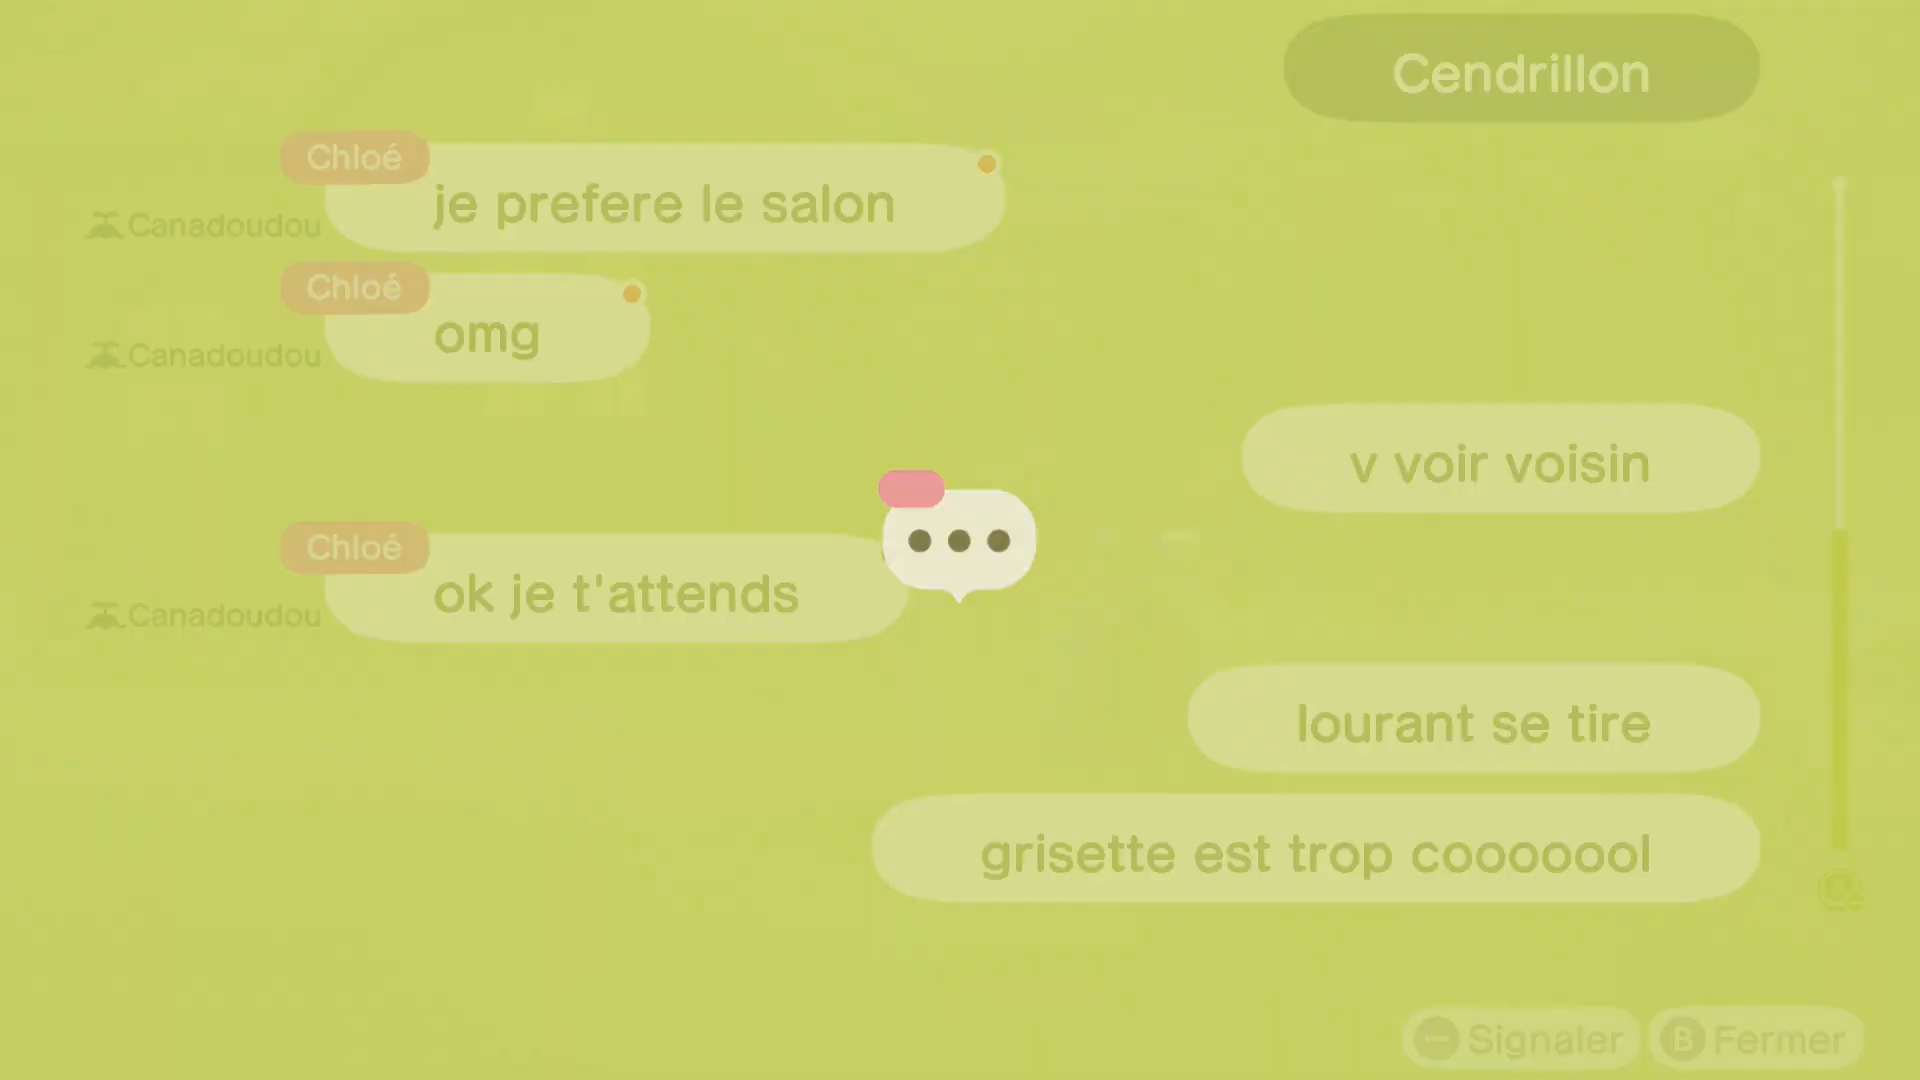 Cendrillon
Chloé
je prefere le salon
Canadoudou
Chloé
omg
Canadoudou
v voir voisin
Chloé
ok je t'attends
Canadoudou
lourant se tire
grisette est trop cooooool
Signaler
B Fermer